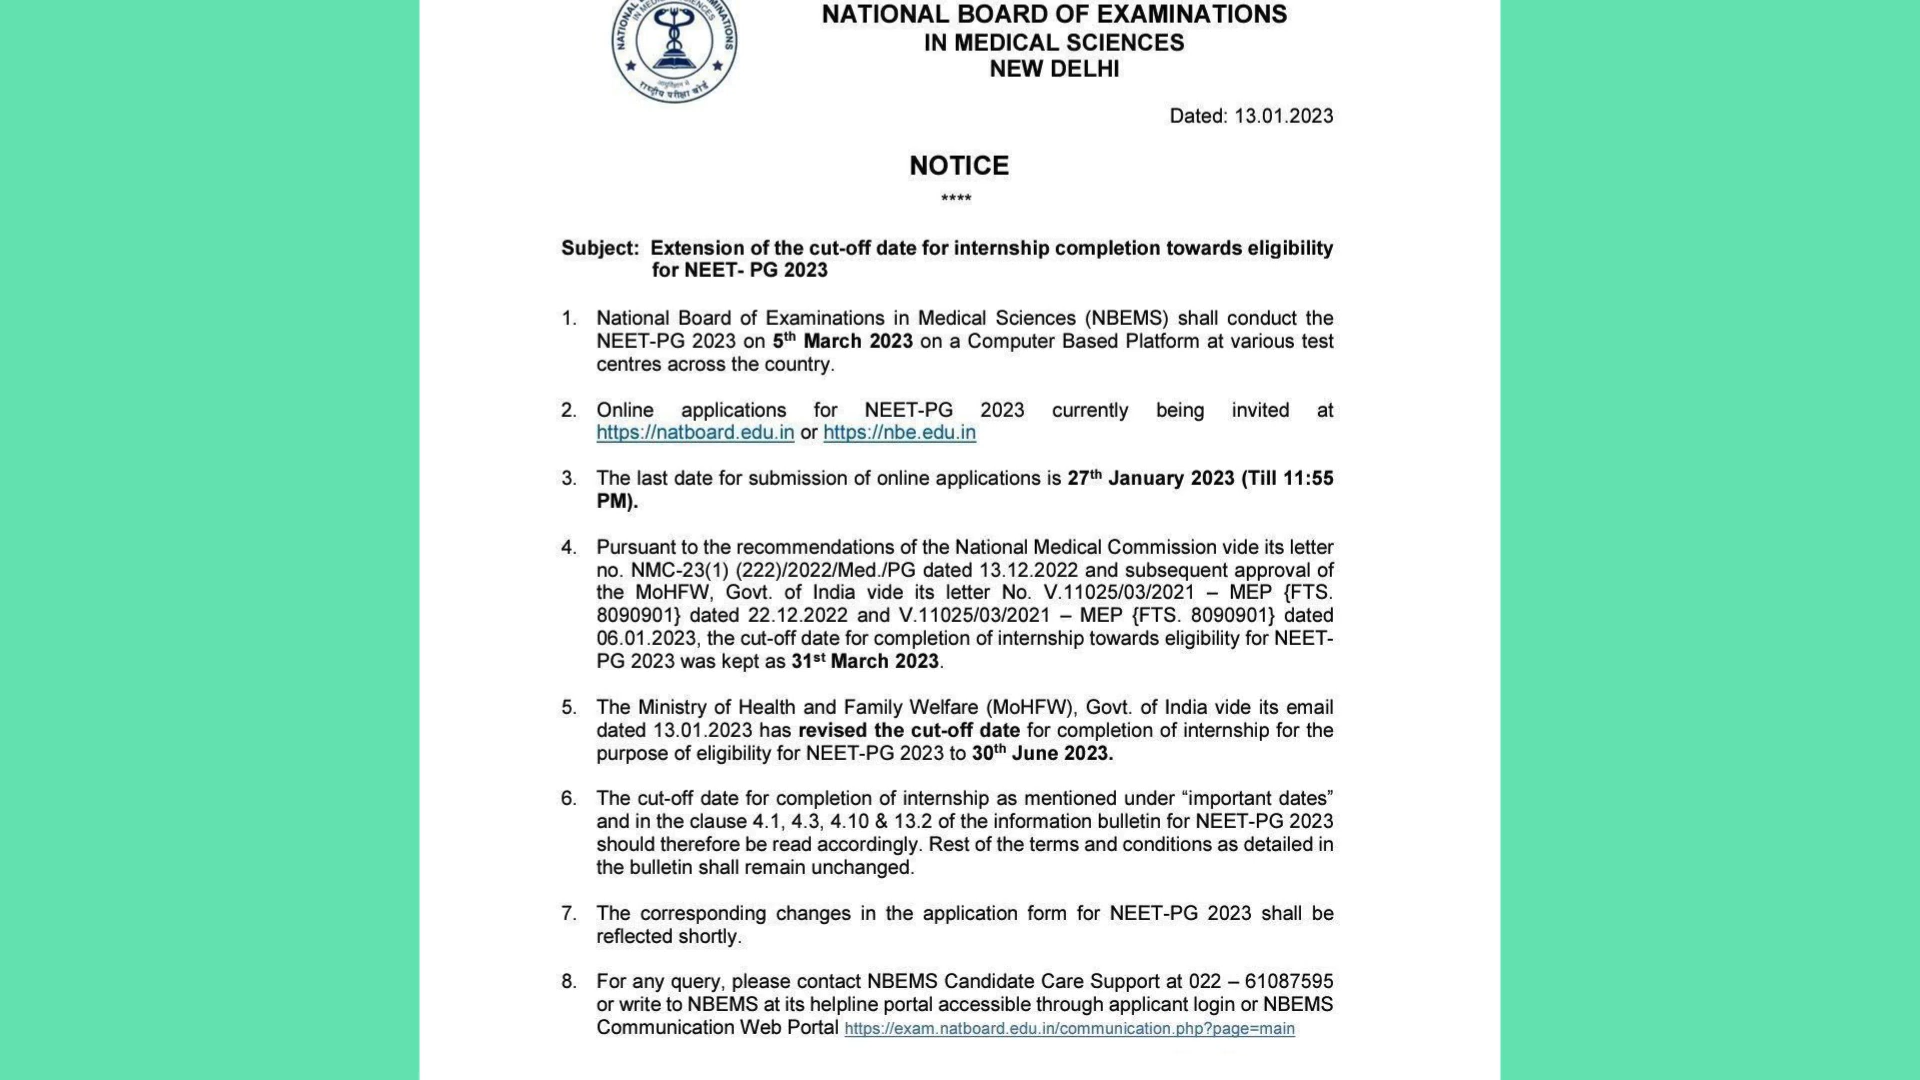 NATIONAL BOARD OF EXAMINATIONS
IN MEDICAL SCIENCES
NEW DELHI
राष्ट्रीय परीक्षा बोर्ड
Dated: 13.01.2023
NOTICE
****
Subject: Extension of the cut-off date for internship completion towards eligibility
for NEET- PG 2023
1. National Board of Examinations in Medical Sciences (NBEMS) shall conduct the
NEET-PG 2023 on 5th March 2023 on a Computer Based Platform at various test
centres across the country.
2. Online applications for NEET-PG 2023 currently being invited at
https://natboard.edu.in or https://nbe.edu.in
3. The last date for submission of online applications is 27th January 2023 (Till 11:55
PM).
4. Pursuant to the recommendations of the National Medical Commission vide its letter
no. NMC-23(1) (222)/2022/Med./PG dated 13.12.2022 and subsequent approval of
the MoHFW, Govt. of India vide its letter No. V.11025/03/2021 – MEP {FTS.
8090901} dated 22.12.2022 and V.11025/03/2021 – MEP {FTS. 8090901} dated
06.01.2023, the cut-off date for completion of internship towards eligibility for NEET-
PG 2023 was kept as 31st March 2023.
5. The Ministry of Health and Family Welfare (MoHFW), Govt. of India vide its email
dated 13.01.2023 has revised the cut-off date for completion of internship for the
purpose of eligibility for NEET-PG 2023 to 30th June 2023.
6. The cut-off date for completion of internship as mentioned under “important dates”
and in the clause 4.1, 4.3, 4.10 & 13.2 of the information bulletin for NEET-PG 2023
should therefore be read accordingly. Rest of the terms and conditions as detailed in
the bulletin shall remain unchanged.
7. The corresponding changes in the application form for NEET-PG 2023 shall be
reflected shortly.
8. For any query, please contact NBEMS Candidate Care Support at 022 – 61087595
or write to NBEMS at its helpline portal accessible through applicant login or NBEMS
Communication Web Portal https://exam.natboard.edu.in/communication.php?page=main